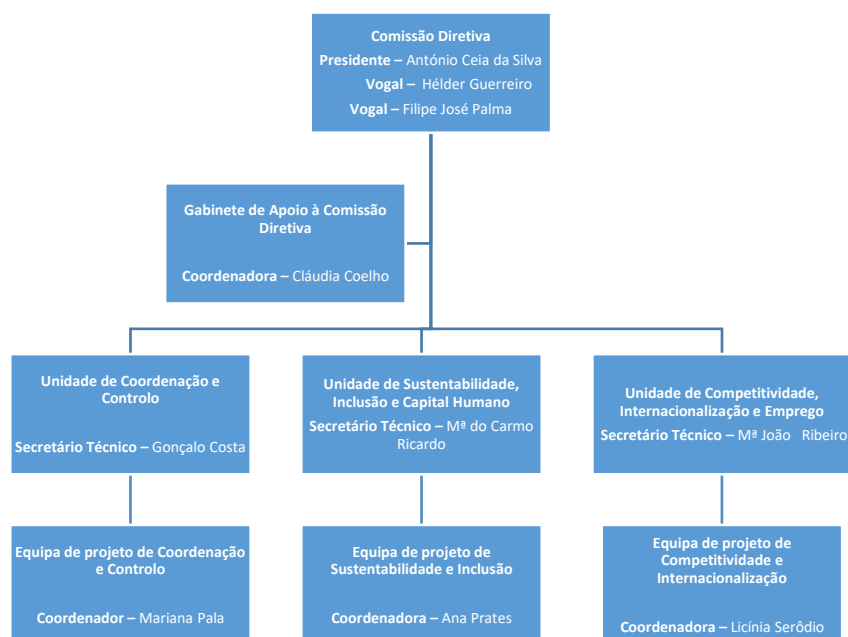 Comissão Diretiva
Presidente – António Ceia da Silva
Vogal – Hélder Guerreiro
Vogal – Filipe José Palma
Gabinete de Apoio à Comissão
Diretiva
Coordenadora – Cláudia Coelho
Unidade de Coordenação e
Controlo
Secretário Técnico – Gonçalo Costa
Unidade de Sustentabilidade,
Inclusão e Capital Humano
Secretário Técnico – Mª do Carmo
Ricardo
Unidade de Competitividade,
Internacionalização e Emprego
Secretário Técnico – Mª João Ribeiro
Equipa de projeto de Coordenação
e Controlo
Coordenador – Mariana Pala
Equipa de projeto de
Sustentabilidade e Inclusão
Coordenadora – Ana Prates
Equipa de projeto de
Competitividade e
Internacionalização
Coordenadora – Licínia Serôdio